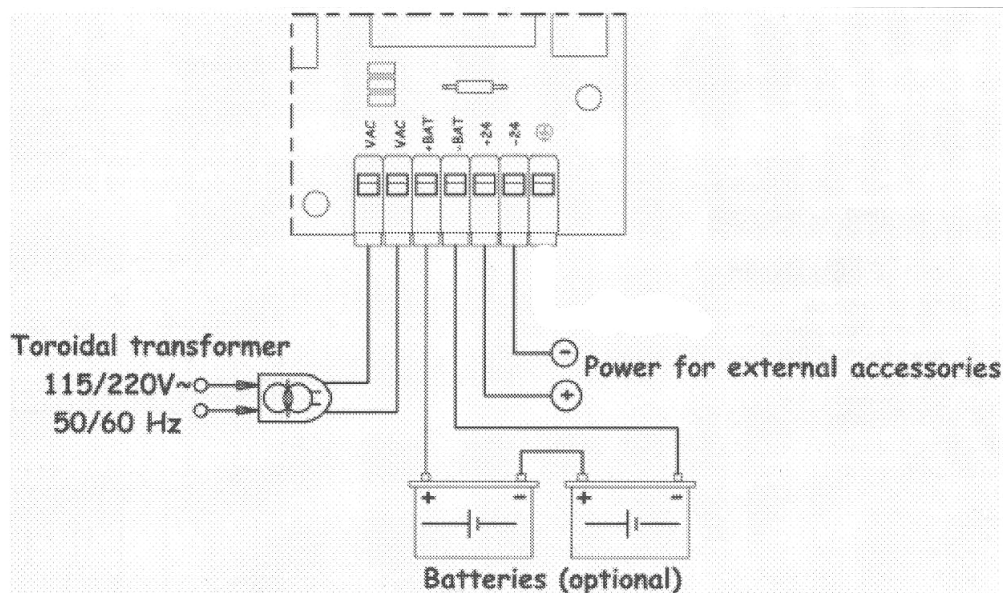 VAC VAC +BAT -BAT +24 -24
Toroidal transformer
115/220V~
50/60 Hz
- Power for external accessories
+
+ - + -
Batteries (optional)